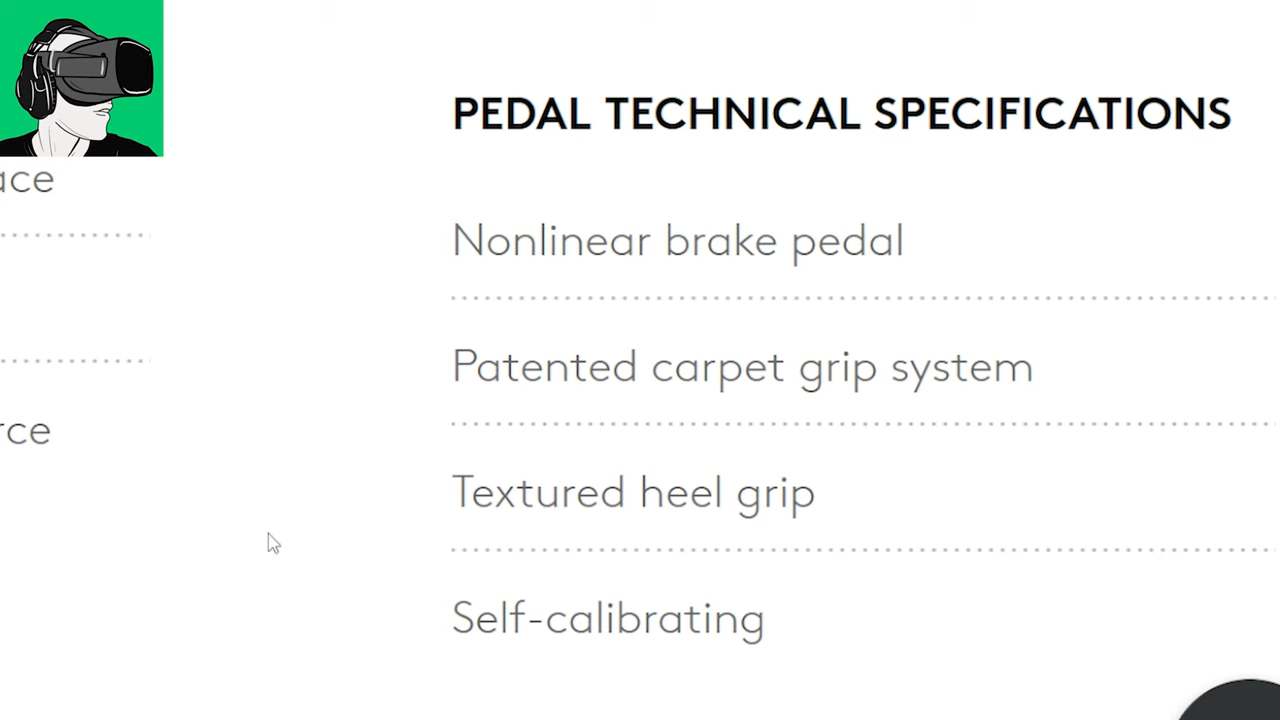 PEDAL TECHNICAL SPECIFICATIONS
Nonlinear brake pedal
Patented carpet grip system
Textured heel grip
Self-calibrating